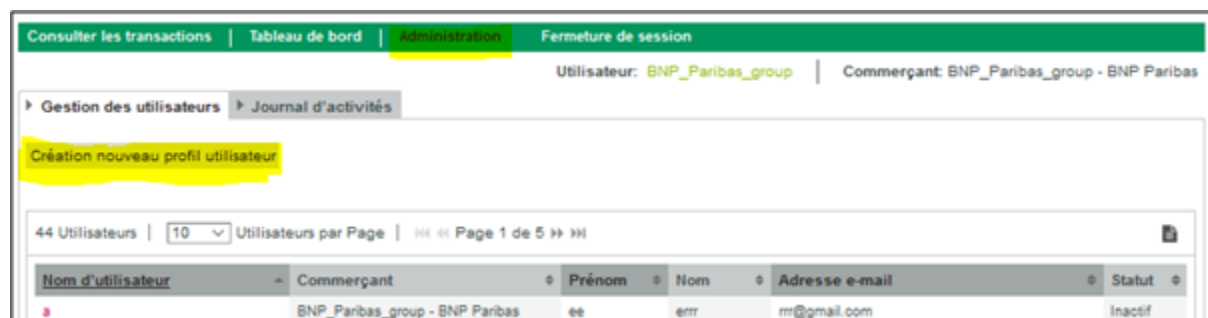 Consulter les transactions | Tableau de bord | Administration Fermeture de session
Utilisateur: BNP_Paribas_group | Commerçant: BNP_Paribas_group - BNP Paribas
Gestion des utilisateurs Journal d'activités
Création nouveau profil utilisateur
44 Utilisateurs | 10 Utilisateurs par Page | Page 1 de 5
Nom d'utilisateur Commerçant Prénom Nom Adresse e-mail Statut
a BNP_Paribas_group - BNP Paribas ee errr rrr@gmail.com Inactif